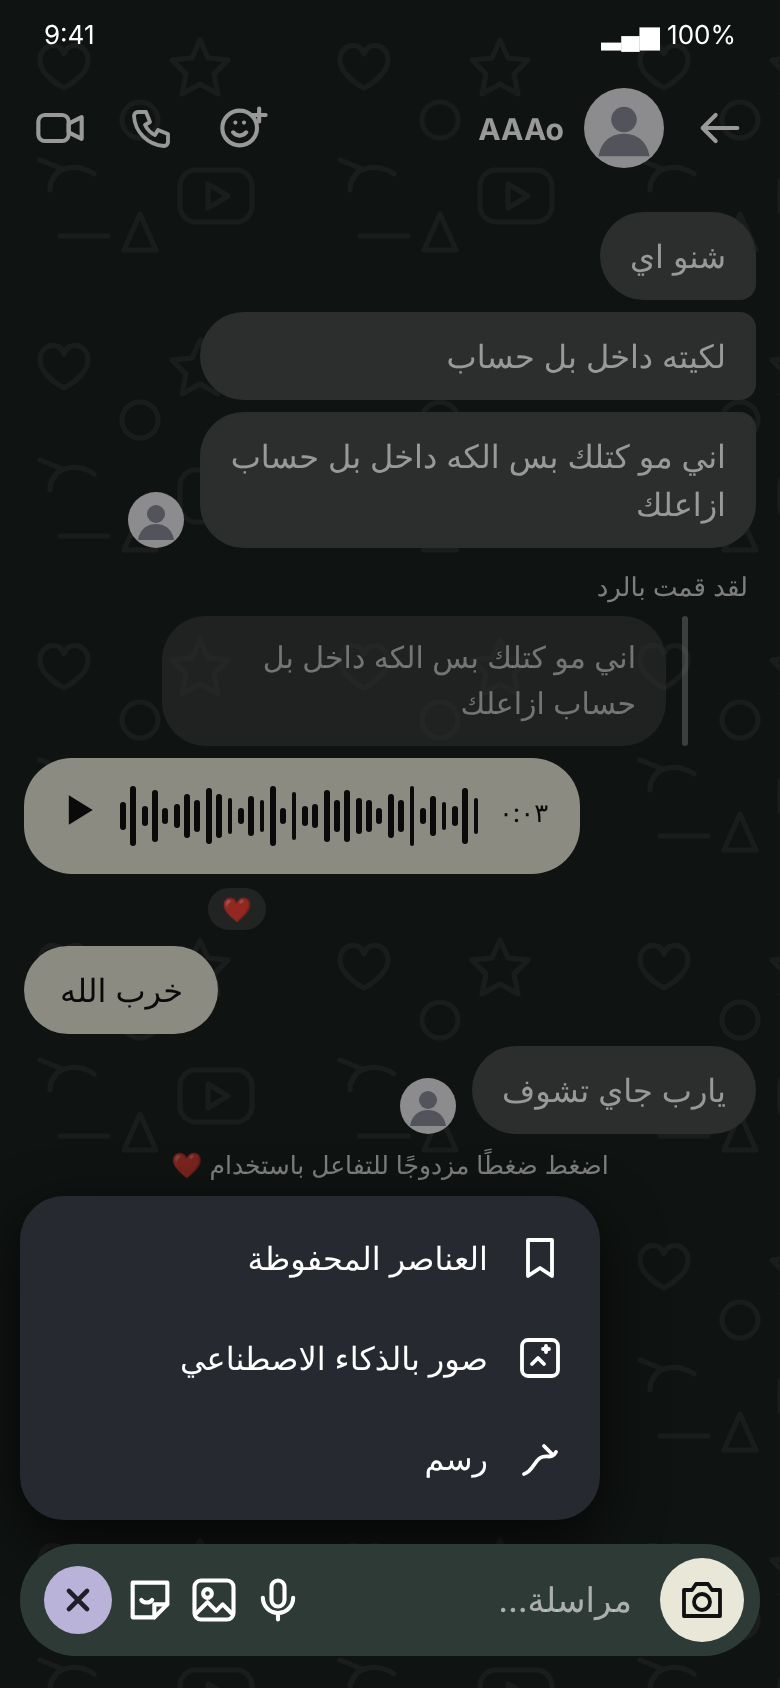 9:41
100%
AAAo
شنو اي
لكيته داخل بل حساب
اني مو كتلك بس الكه داخل بل حساب
ازاعلك
لقد قمت بالرد
اني مو كتلك بس الكه داخل بل
حساب ازاعلك
٠:٠٣
❤️
خرب الله
يارب جاي تشوف
اضغط ضغطًا مزدوجًا للتفاعل باستخدام ❤️
العناصر المحفوظة
صور بالذكاء الاصطناعي
رسم
مراسلة...